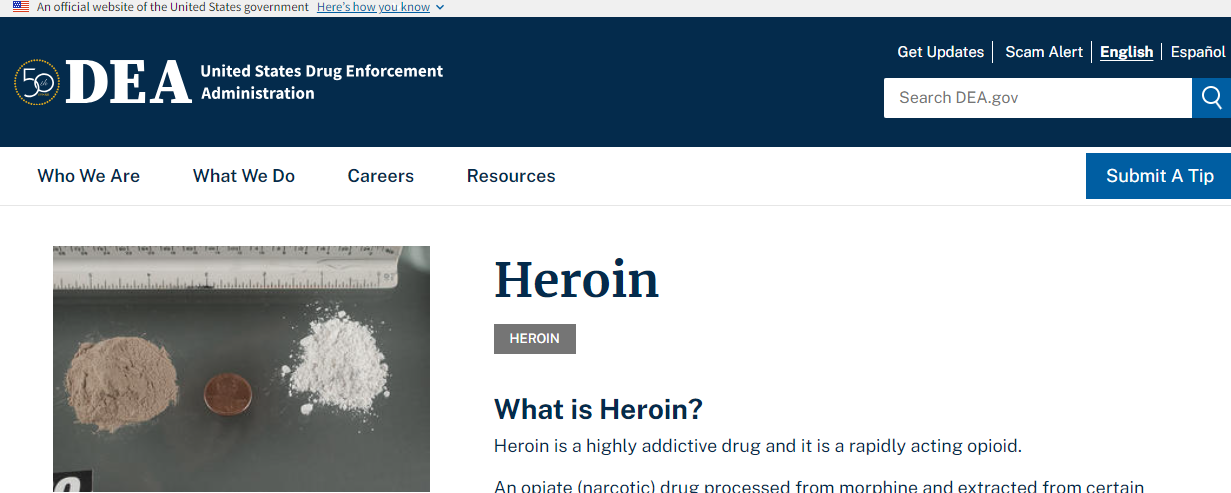 An official website of the United States government Here's how you know
50th
DEA United States Drug Enforcement
Administration
Get Updates Scam Alert English Español
Search DEA.gov
Who We Are What We Do Careers Resources Submit A Tip
Heroin
HEROIN
What is Heroin?
Heroin is a highly addictive drug and it is a rapidly acting opioid.
An opiate (narcotic) drug processed from morphine and extracted from certain